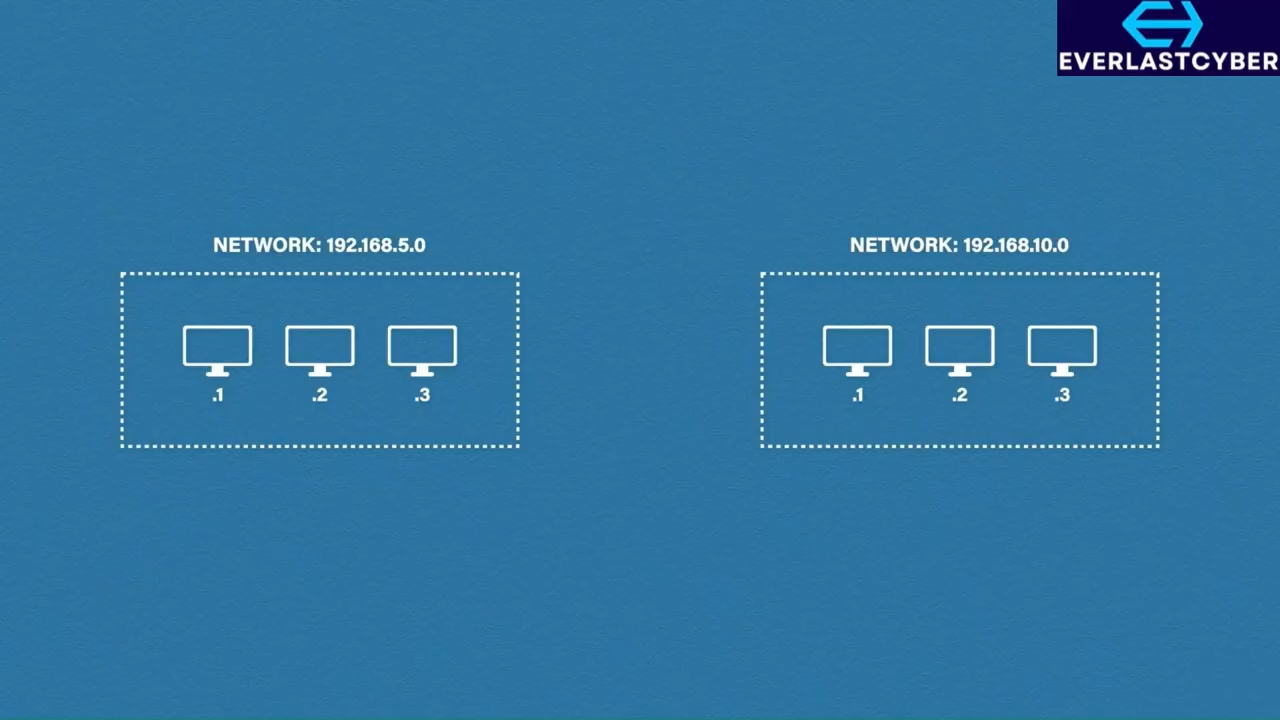 EVERLASTCYBER
NETWORK: 192.168.5.0
.1 .2 .3
NETWORK: 192.168.10.0
.1 .2 .3